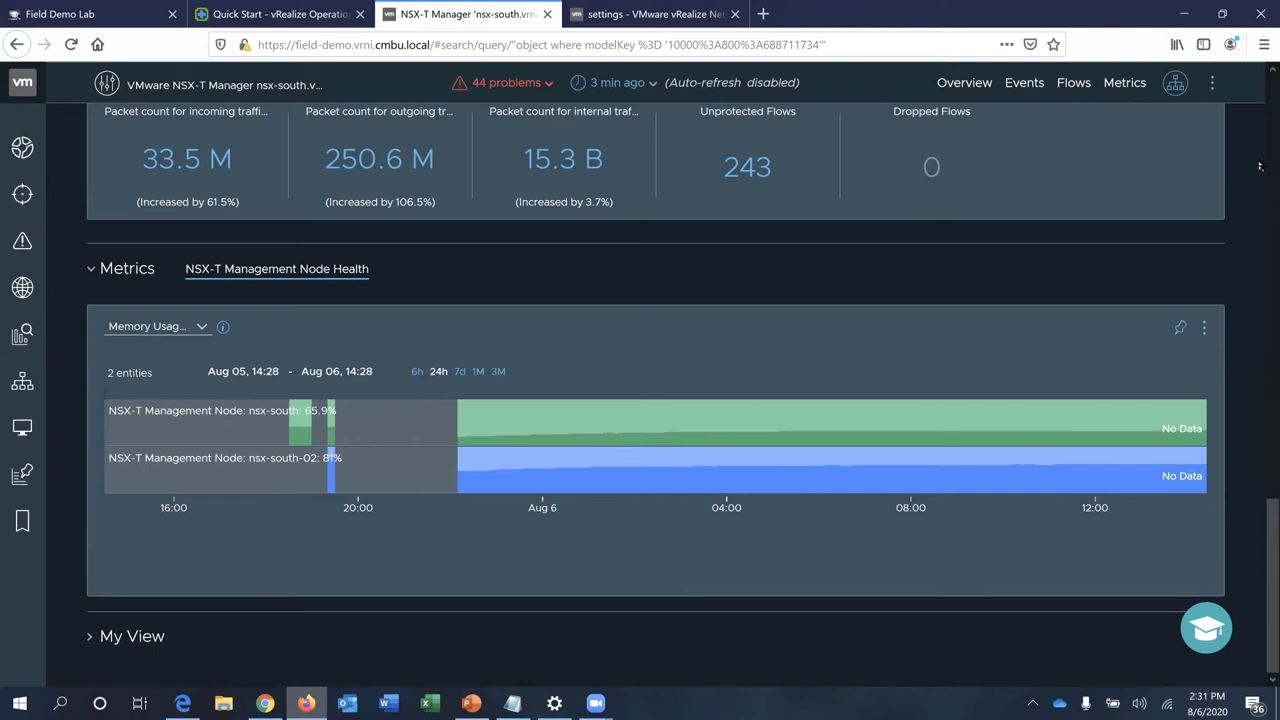 Field Demo Lab
Quick Start - vRealize Operation
NSX-T Manager 'nsx-south.vrni
settings - VMware vRealize Net
https://field-demo.vrni.cmbu.local/#search/query/"object where modelKey %3D '10000%3A800%3A688711734'"
vm
VMware NSX-T Manager nsx-south.v...
44 problems
3 min ago
(Auto-refresh disabled)
Overview
Events
Flows
Metrics
Packet count for incoming traffi...
Packet count for outgoing tr...
Packet count for internal traf...
Unprotected Flows
Dropped Flows
33.5 M
250.6 M
15.3 B
243
0
(Increased by 61.5%)
(Increased by 106.5%)
(Increased by 3.7%)
Metrics
NSX-T Management Node Health
Memory Usag...
2 entities
Aug 05, 14:28 - Aug 06, 14:28
6h 24h 7d 1M 3M
NSX-T Management Node: nsx-south: 65.9%
No Data
NSX-T Management Node: nsx-south-02: 81%
No Data
16:00
20:00
Aug 6
04:00
08:00
12:00
My View
2:31 PM
8/6/2020
36